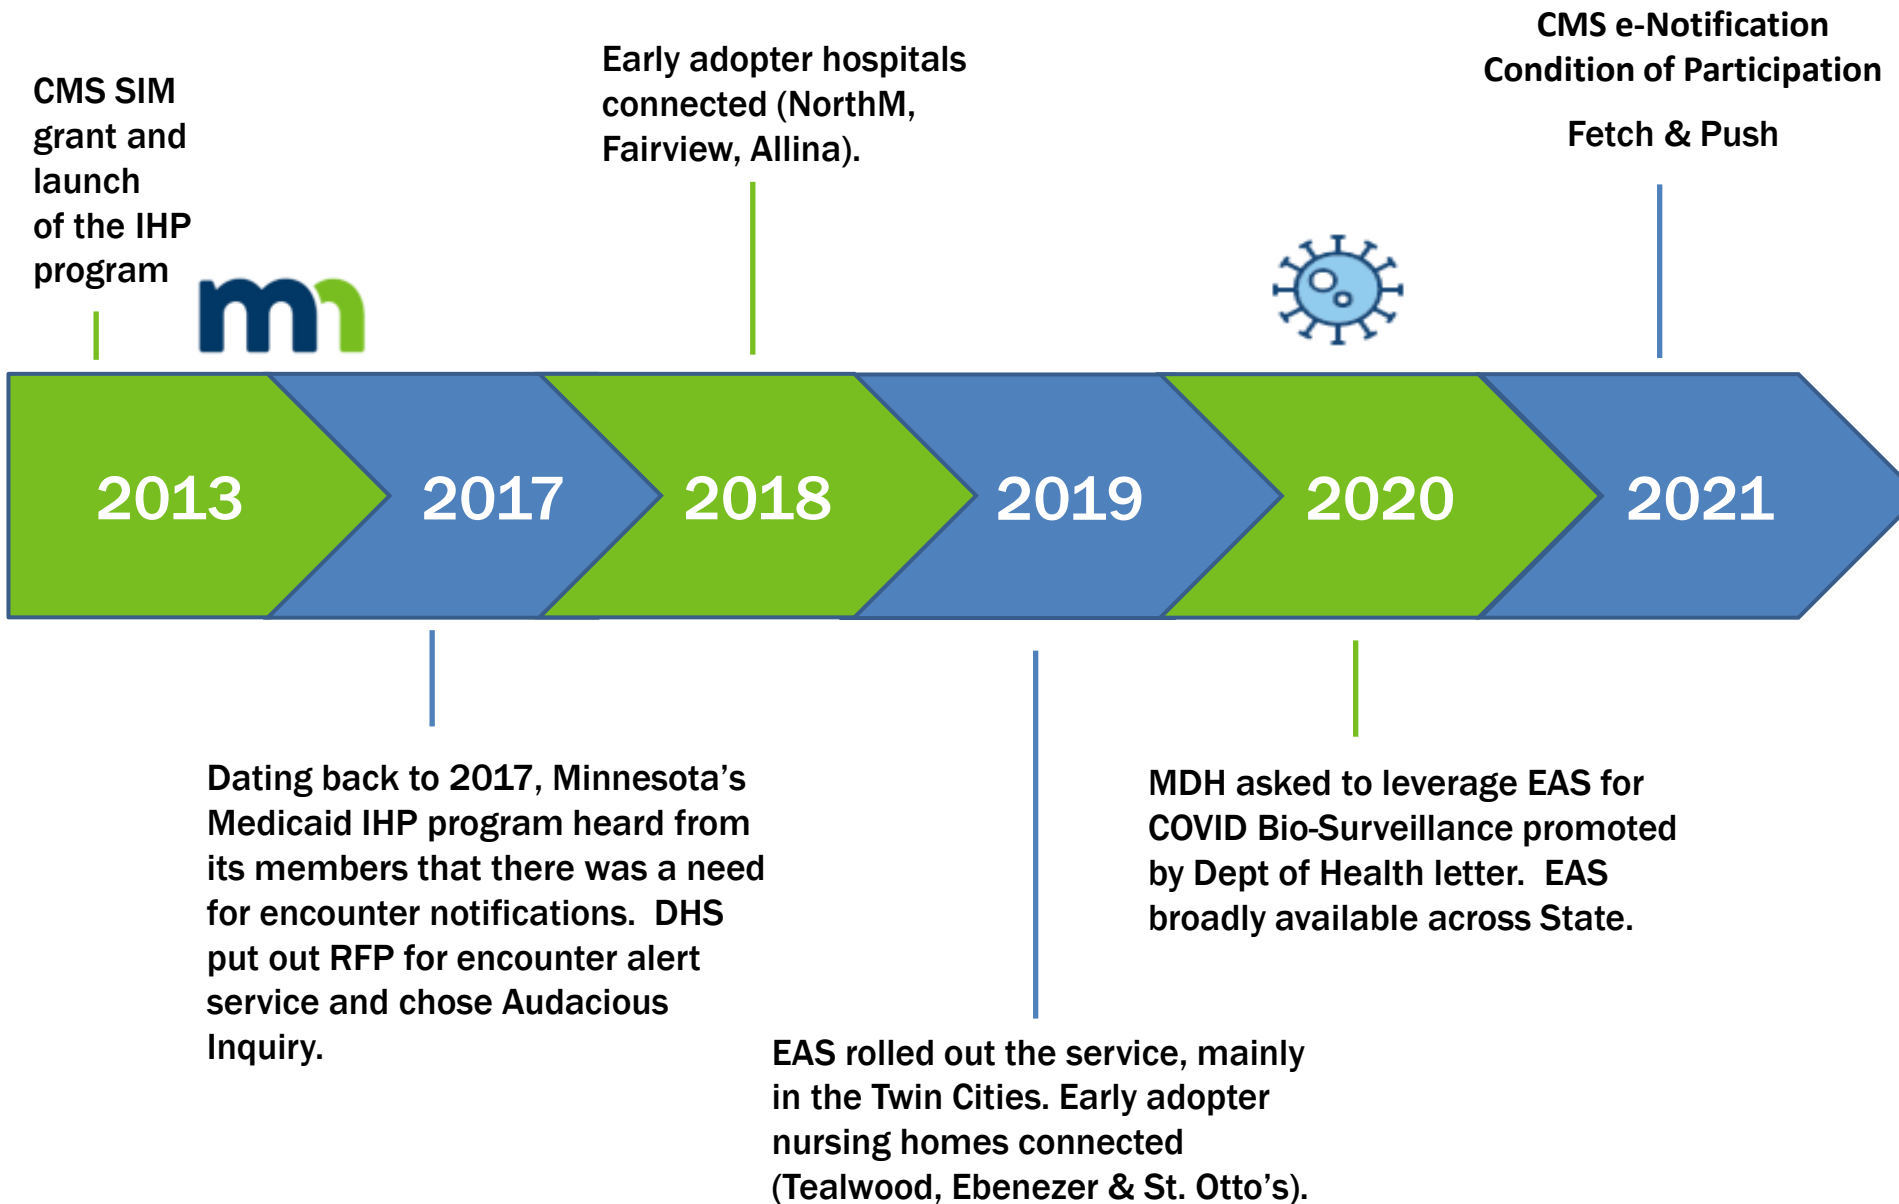 CMS SIM
grant and
launch
of the IHP
program
mn
Early adopter hospitals
connected (NorthM,
Fairview, Allina).
CMS e-Notification
Condition of Participation
Fetch & Push
2013
2017
2018
2019
2020
2021
Dating back to 2017, Minnesota’s
Medicaid IHP program heard from
its members that there was a need
for encounter notifications.  DHS
put out RFP for encounter alert
service and chose Audacious
Inquiry.
EAS rolled out the service, mainly
in the Twin Cities. Early adopter
nursing homes connected
(Tealwood, Ebenezer & St. Otto’s).
MDH asked to leverage EAS for
COVID Bio-Surveillance promoted
by Dept of Health letter.  EAS
broadly available across State.